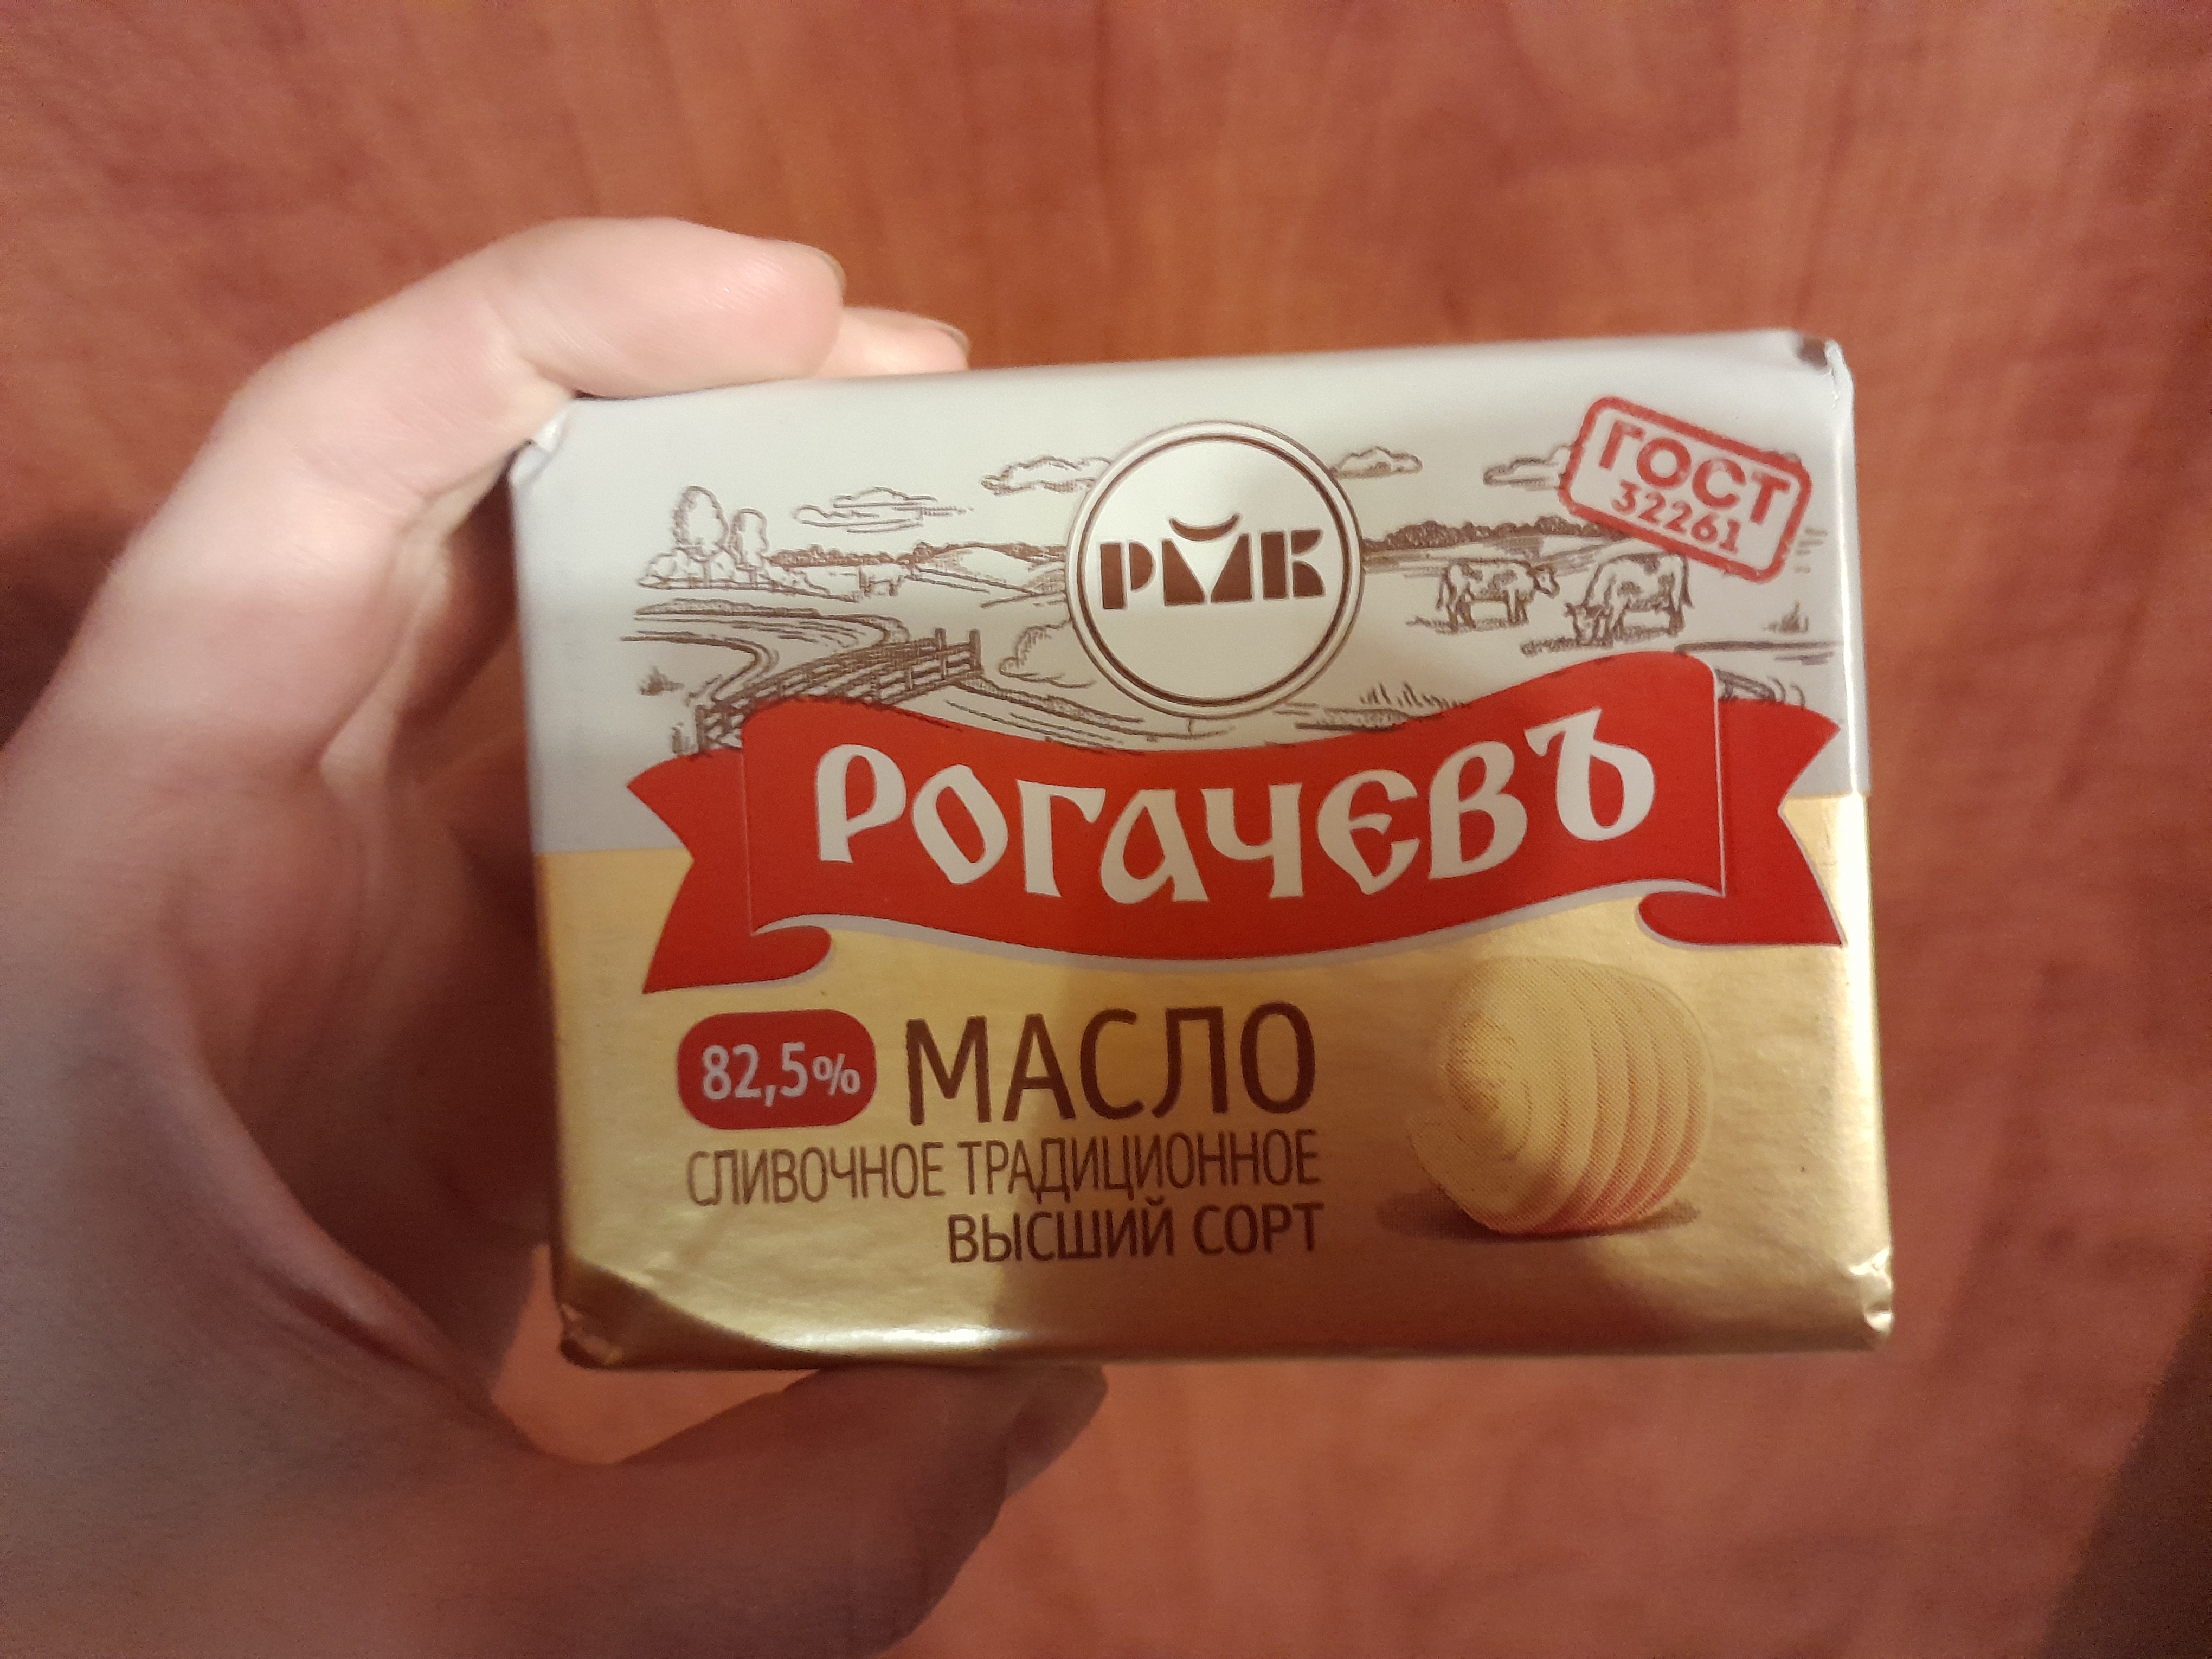 РМК
ГОСТ
32261
РОГАЧЕВЪ
82,5% МАСЛО
СЛИВОЧНОЕ ТРАДИЦИОННОЕ
ВЫСШИЙ СОРТ